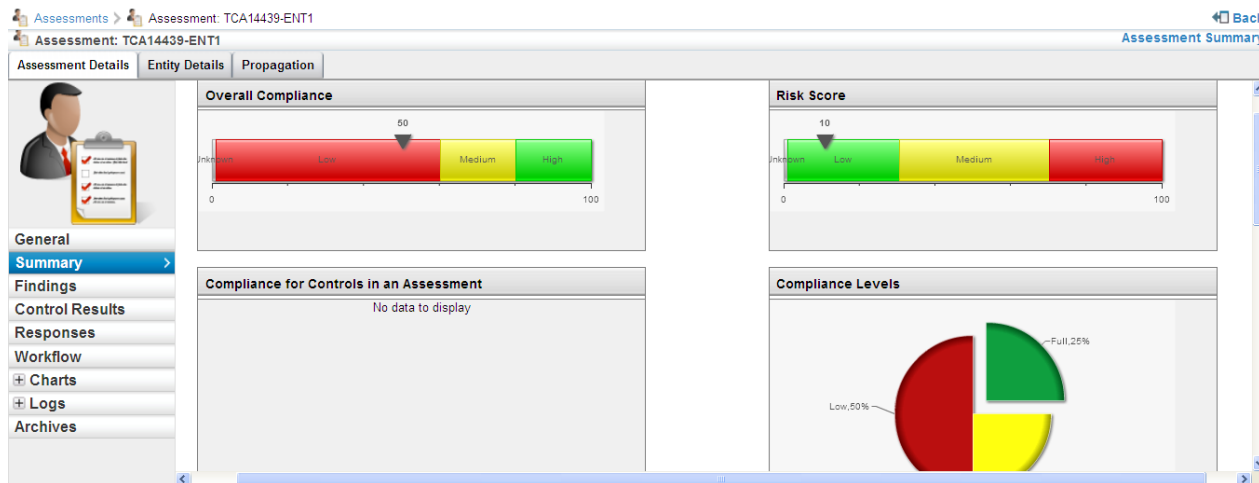 Assessments > Assessment: TCA14439-ENT1
Back
Assessment: TCA14439-ENT1
Assessment Summary
Assessment Details Entity Details Propagation
Overall Compliance
50
Unknown Low Medium High
0 100
Risk Score
10
Unknown Low Medium High
0 100
General
Summary >
Findings
Control Results
Responses
Workflow
Charts
Logs
Archives
Compliance for Controls in an Assessment
No data to display
Compliance Levels
Full,25%
Low,50%